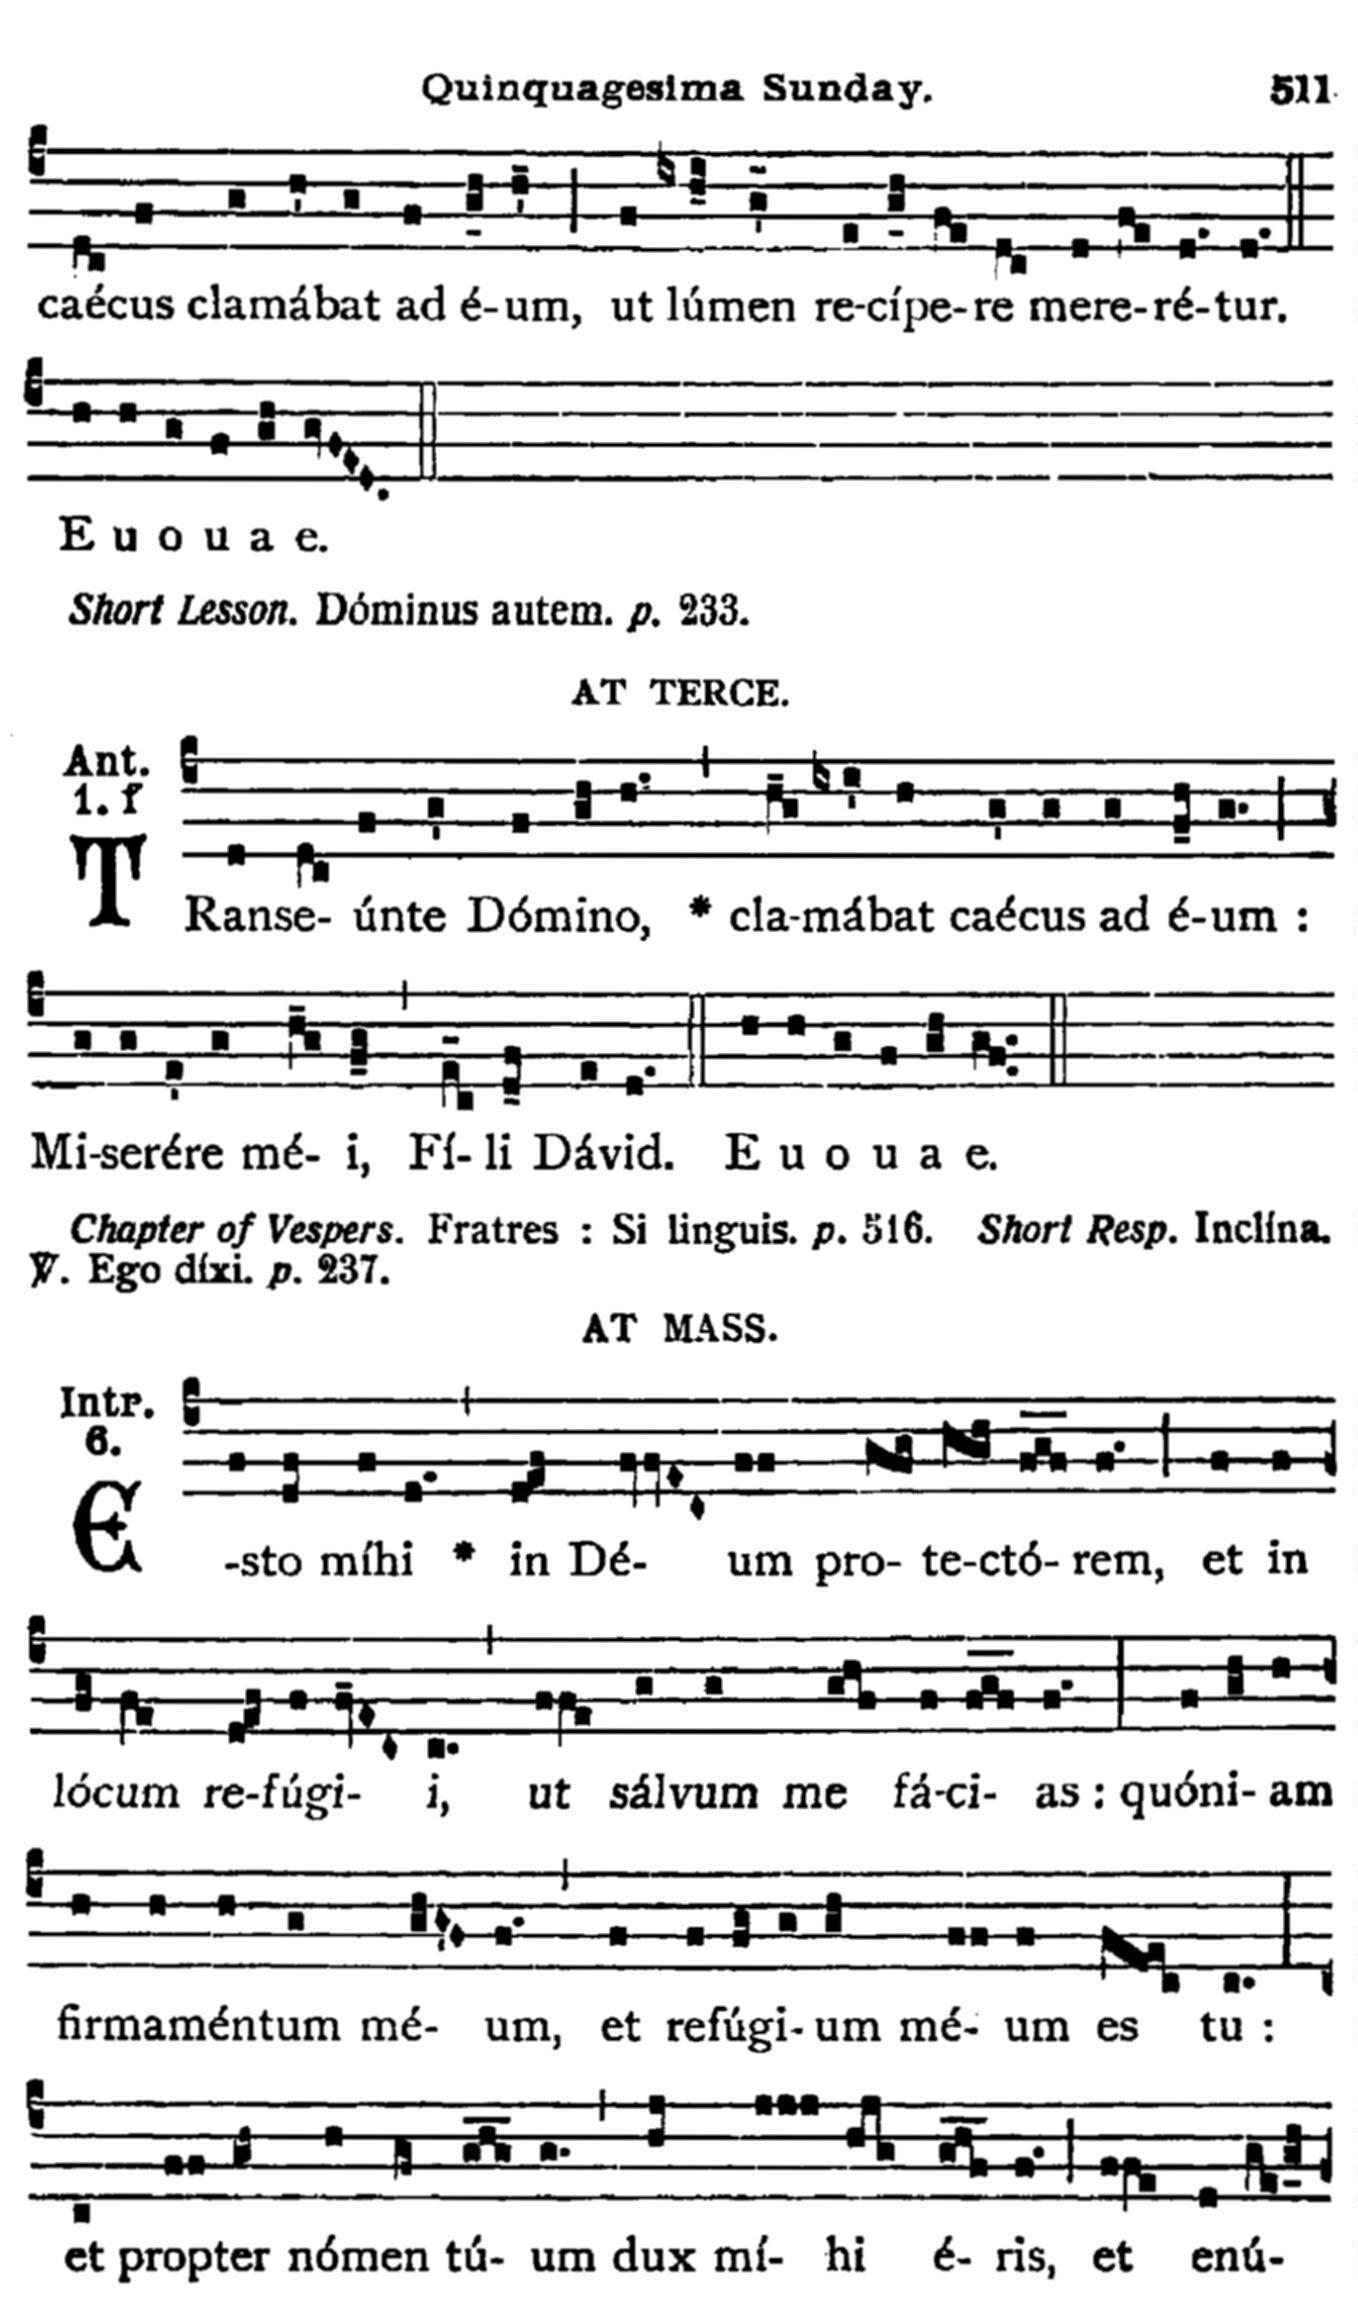 Quinquagesima Sunday. 511
caécus clamábat ad é-um, ut lúmen re-cípe-re mere-ré-tur.
E u o u a e.
Short Lesson. Dóminus autem. p. 233.
AT TERCE.
Ant.
1. f
TRanse- únte Dómino, * cla-mábat caécus ad é-um :
Mi-serére mé- i, Fí- li Dávid. E u o u a e.
Chapter of Vespers. Fratres : Si linguis. p. 516. Short Resp. Inclína.
℣. Ego díxi. p. 237.
AT MASS.
Intr.
6.
E-sto míhi * in Dé- um pro- te-ctó- rem, et in
lócum re-fúgi- i, ut sálvum me fá-ci- as : quóni- am
firmaméntum mé- um, et refúgi- um mé- um es tu :
et propter nómen tú- um dux mí- hi é- ris, et enú-